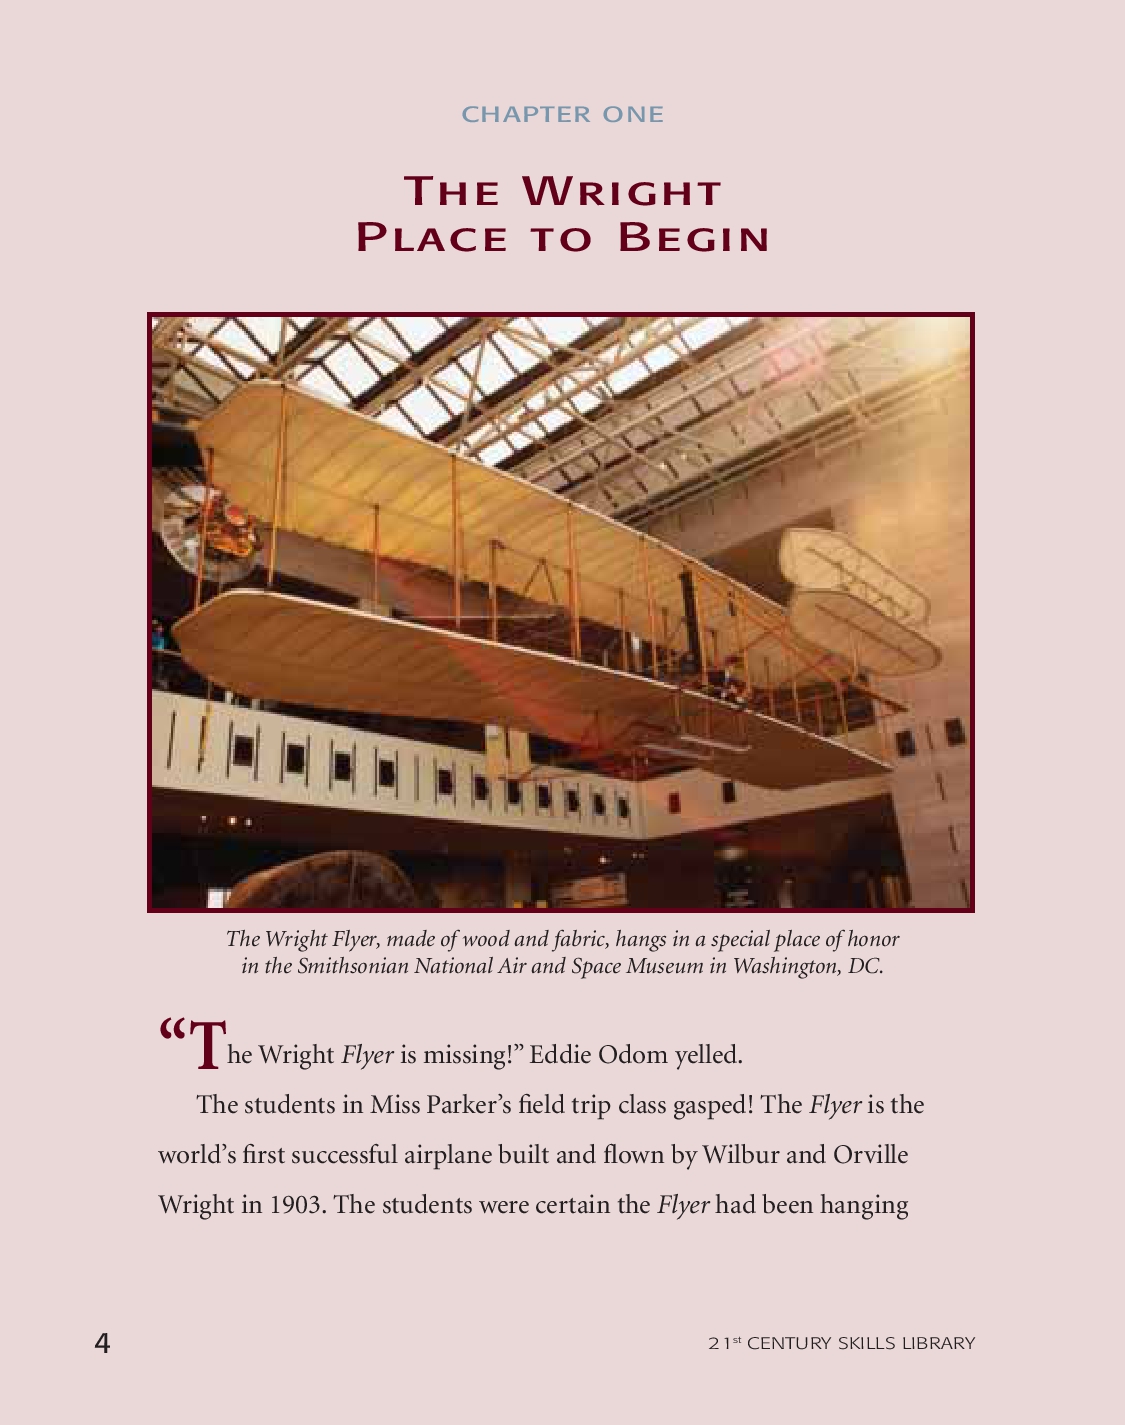 CHAPTER ONE
THE WRIGHT
PLACE TO BEGIN
The Wright Flyer, made of wood and fabric, hangs in a special place of honor
in the Smithsonian National Air and Space Museum in Washington, DC.
“The Wright Flyer is missing!” Eddie Odom yelled.
The students in Miss Parker’s field trip class gasped! The Flyer is the
world’s first successful airplane built and flown by Wilbur and Orville
Wright in 1903. The students were certain the Flyer had been hanging
4
21st CENTURY SKILLS LIBRARY